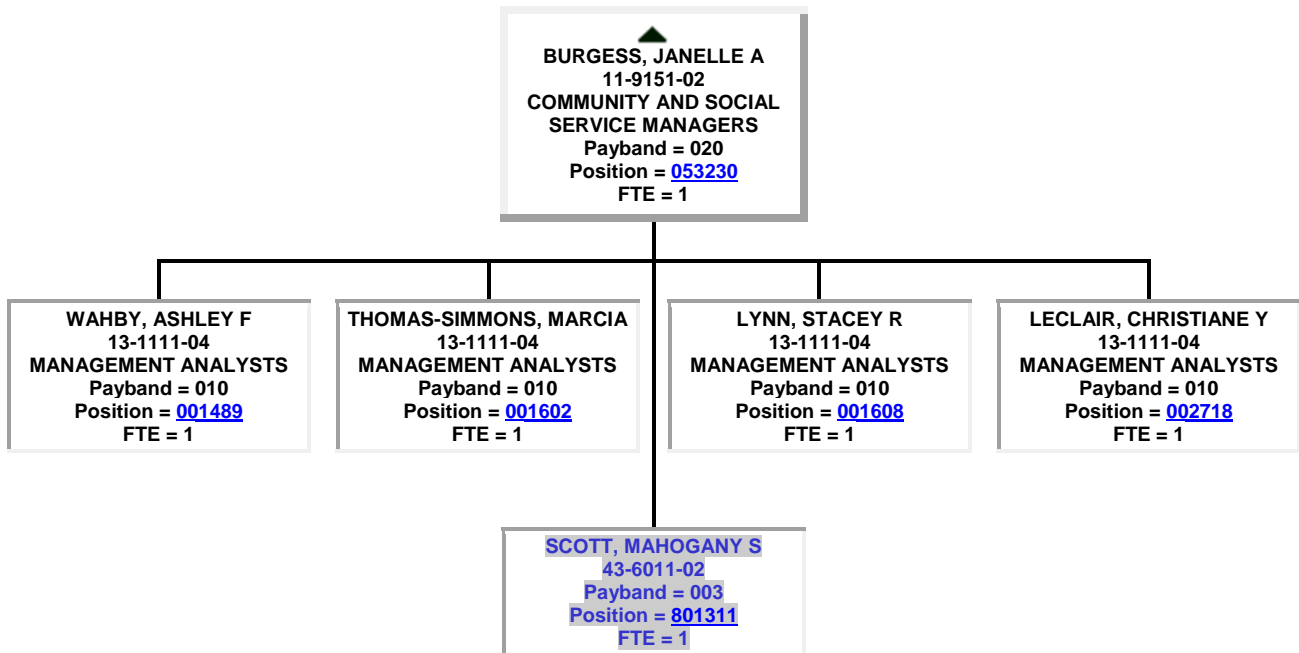 BURGESS, JANELLE A
11-9151-02
COMMUNITY AND SOCIAL
SERVICE MANAGERS
Payband = 020
Position = 053230
FTE = 1
WAHBY, ASHLEY F
13-1111-04
MANAGEMENT ANALYSTS
Payband = 010
Position = 001489
FTE = 1
THOMAS-SIMMONS, MARCIA
13-1111-04
MANAGEMENT ANALYSTS
Payband = 010
Position = 001602
FTE = 1
LYNN, STACEY R
13-1111-04
MANAGEMENT ANALYSTS
Payband = 010
Position = 001608
FTE = 1
LECLAIR, CHRISTIANE Y
13-1111-04
MANAGEMENT ANALYSTS
Payband = 010
Position = 002718
FTE = 1
SCOTT, MAHOGANY S
43-6011-02
Payband = 003
Position = 801311
FTE = 1